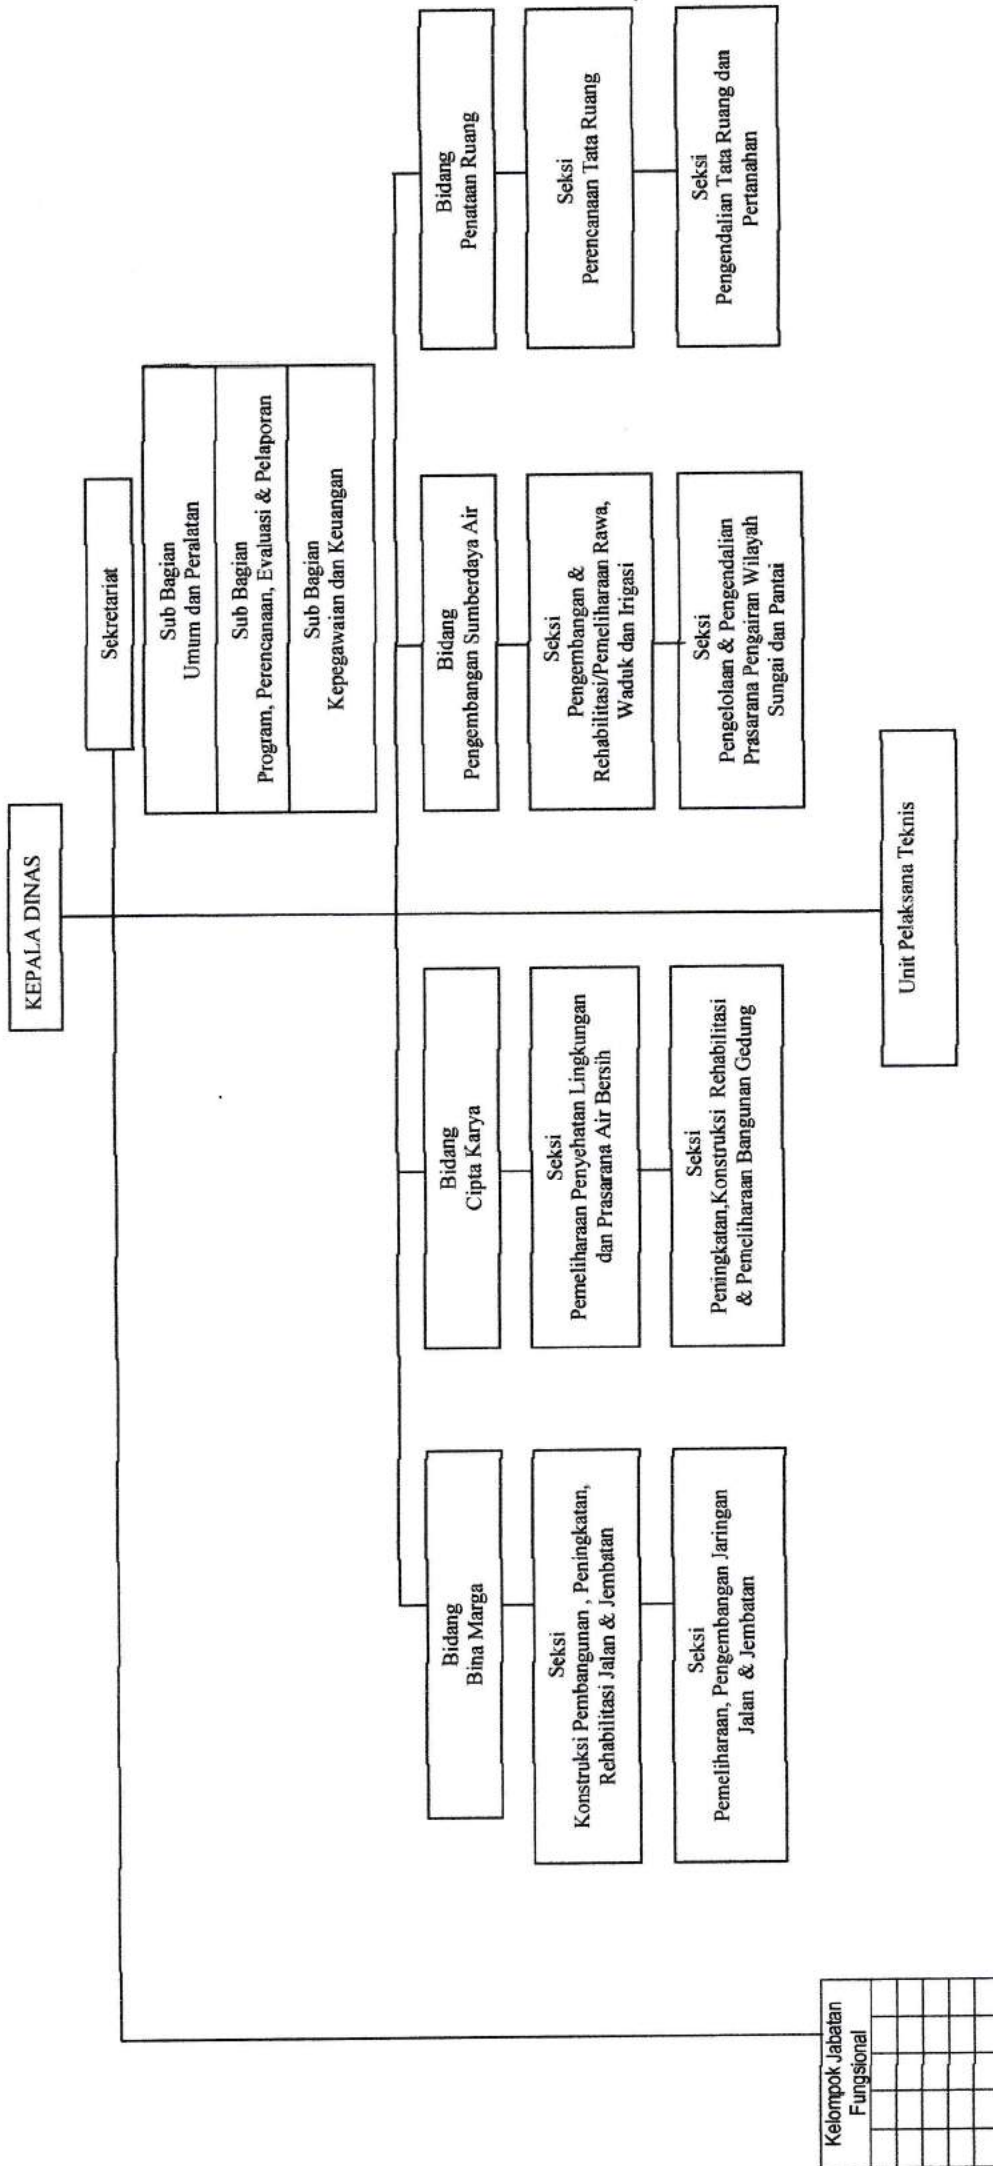 KEPALA DINAS
Sekretariat
Sub Bagian
Umum dan Peralatan
Sub Bagian
Program, Perencanaan, Evaluasi & Pelaporan
Sub Bagian
Kepegawaian dan Keuangan
Kelompok Jabatan
Fungsional
Bidang
Bina Marga
Seksi
Konstruksi Pembangunan , Peningkatan,
Rehabilitasi Jalan & Jembatan
Seksi
Pemeliharaan, Pengembangan Jaringan
Jalan & Jembatan
Bidang
Cipta Karya
Seksi
Pemeliharaan Penyehatan Lingkungan
dan Prasarana Air Bersih
Seksi
Peningkatan,Konstruksi Rehabilitasi
& Pemeliharaan Bangunan Gedung
Bidang
Pengembangan Sumberdaya Air
Seksi
Pengembangan &
Rehabilitasi/Pemeliharaan Rawa,
Waduk dan Irigasi
Seksi
Pengelolaan & Pengendalian
Prasarana Pengairan Wilayah
Sungai dan Pantai
Bidang
Penataan Ruang
Seksi
Perencanaan Tata Ruang
Seksi
Pengendalian Tata Ruang dan
Pertanahan
Unit Pelaksana Teknis